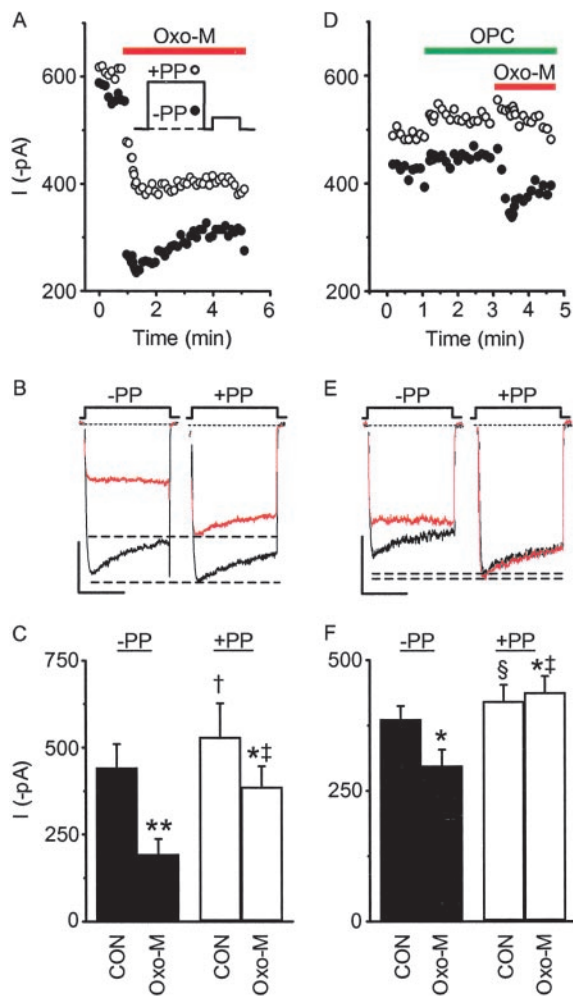 A
Oxo-M
+PP
-PP
I (-pA)
600
400
200
0
2
4
6
Time (min)
D
OPC
Oxo-M
I (-pA)
600
400
200
0
1
2
3
4
5
Time (min)
B
-PP
+PP
E
-PP
+PP
C
-PP
+PP
I (-pA)
750
500
250
0
**
†
*‡
CON
Oxo-M
CON
Oxo-M
F
-PP
+PP
500
250
0
*
§
*‡
CON
Oxo-M
CON
Oxo-M